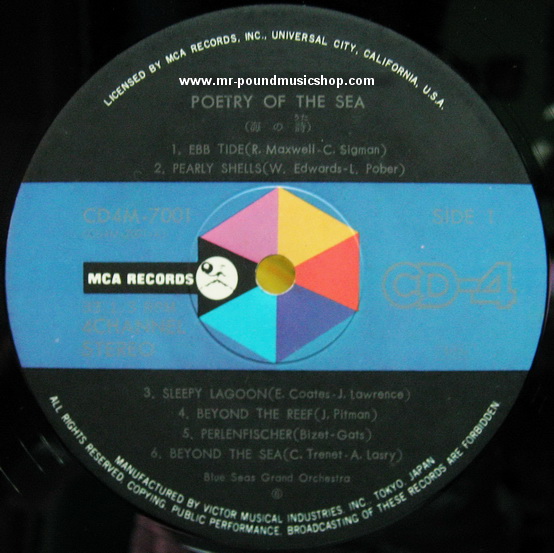 LICENSED BY MCA RECORDS, INC., UNIVERSAL CITY, CALIFORNIA, U.S.A.
www.mr-poundmusicshop.com
POETRY OF THE SEA
(海の詩)
1. EBB TIDE(R. Maxwell-C. Sigman)
2. PEARLY SHELLS(W. Edwards-L. Pober)
CD4M-7001
SIDE 1
MCA RECORDS
CD-4
4CHANNEL
STEREO
3. SLEEPY LAGOON(E. Coates-J. Lawrence)
4. BEYOND THE REEF(J. Pitman)
5. PERLENFISCHER(Bizet-Gats)
6. BEYOND THE SEA(C. Trenet-A. Lasry)
Blue Seas Grand Orchestra
MANUFACTURED BY VICTOR MUSICAL INDUSTRIES, INC. TOKYO, JAPAN
ALL RIGHTS RESERVED. COPYING, PUBLIC PERFORMANCE, BROADCASTING OF THESE RECORDS ARE FORBIDDEN